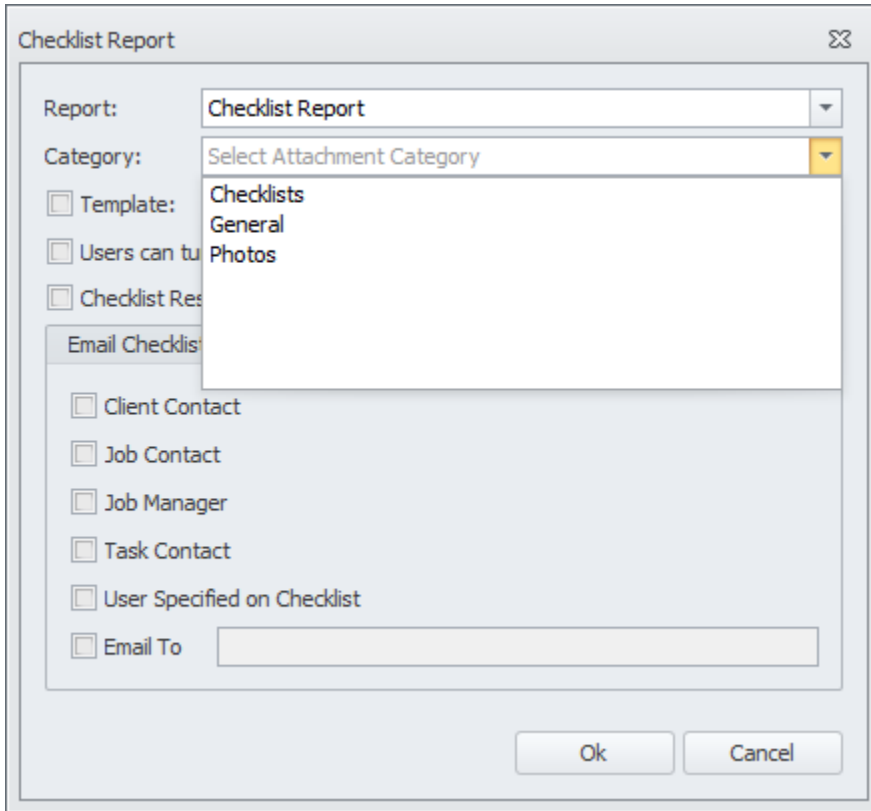 Checklist Report
Report: Checklist Report
Category: Select Attachment Category
Checklists
Template:
General
Users can tu
Photos
Checklist Res
Email Checklist
Client Contact
Job Contact
Job Manager
Task Contact
User Specified on Checklist
Email To
Ok Cancel